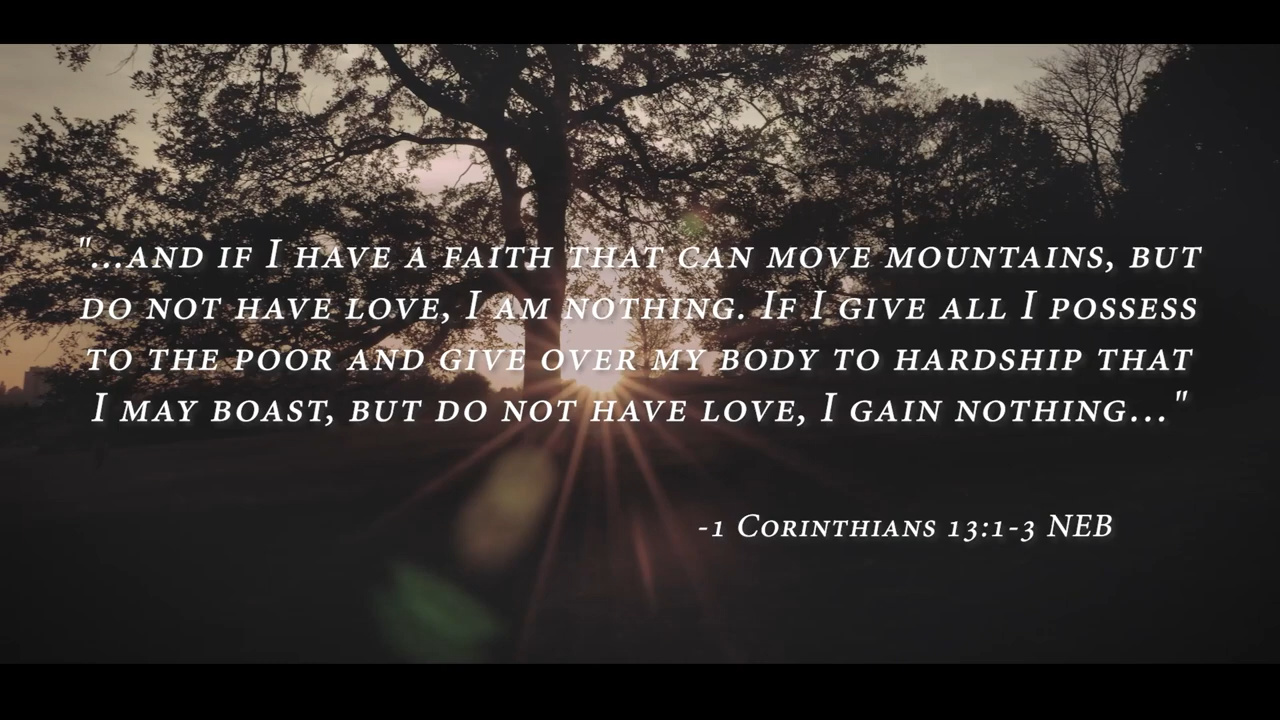 "...and if I have a faith that can move mountains, but
do not have love, I am nothing. If I give all I possess
to the poor and give over my body to hardship that
I may boast, but do not have love, I gain nothing..."
-1 Corinthians 13:1-3 NEB